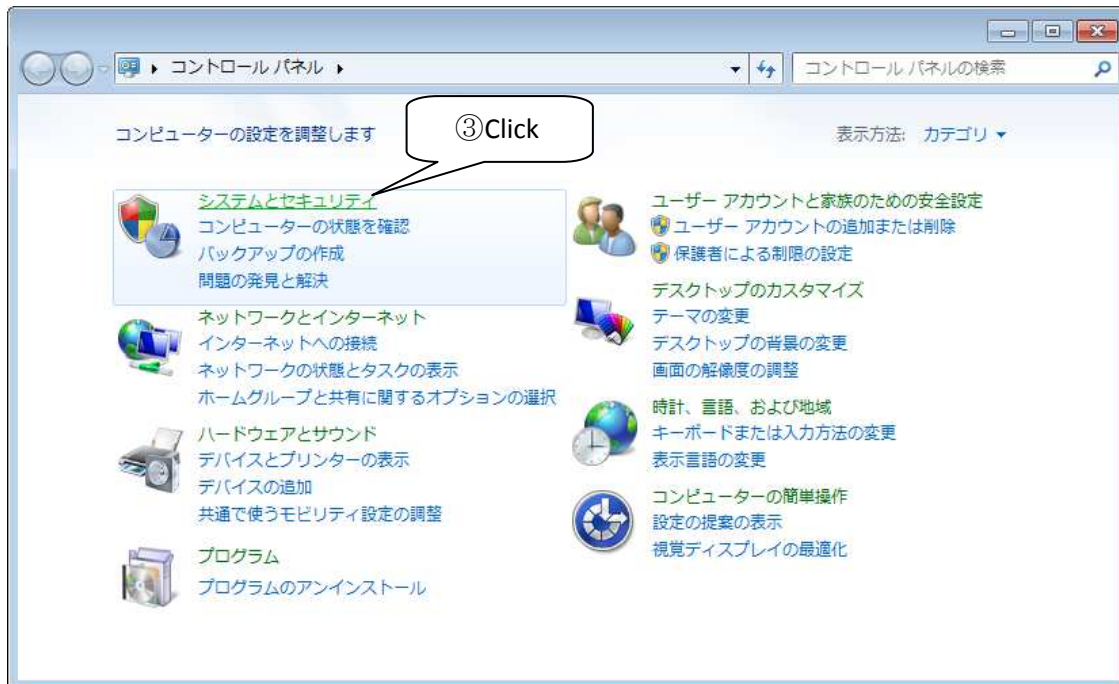 コントロール パネル
コントロール パネルの検索
コンピューターの設定を調整します
③Click
表示方法: カテゴリ
システムとセキュリティ
コンピューターの状態を確認
バックアップの作成
問題の発見と解決
ネットワークとインターネット
インターネットへの接続
ネットワークの状態とタスクの表示
ホームグループと共有に関するオプションの選択
ハードウェアとサウンド
デバイスとプリンターの表示
デバイスの追加
共通で使うモビリティ設定の調整
プログラム
プログラムのアンインストール
ユーザー アカウントと家族のための安全設定
ユーザー アカウントの追加または削除
保護者による制限の設定
デスクトップのカスタマイズ
テーマの変更
デスクトップの背景の変更
画面の解像度の調整
時計、言語、および地域
キーボードまたは入力方法の変更
表示言語の変更
コンピューターの簡単操作
設定の提案の表示
視覚ディスプレイの最適化